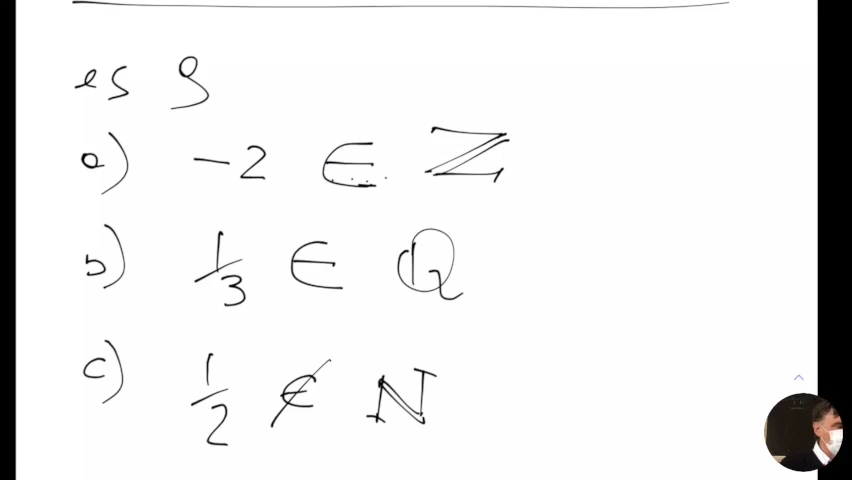 es 9
a) -2 ∈ ℤ
b) 1/3 ∈ ℚ
c) 1/2 ∉ ℕ